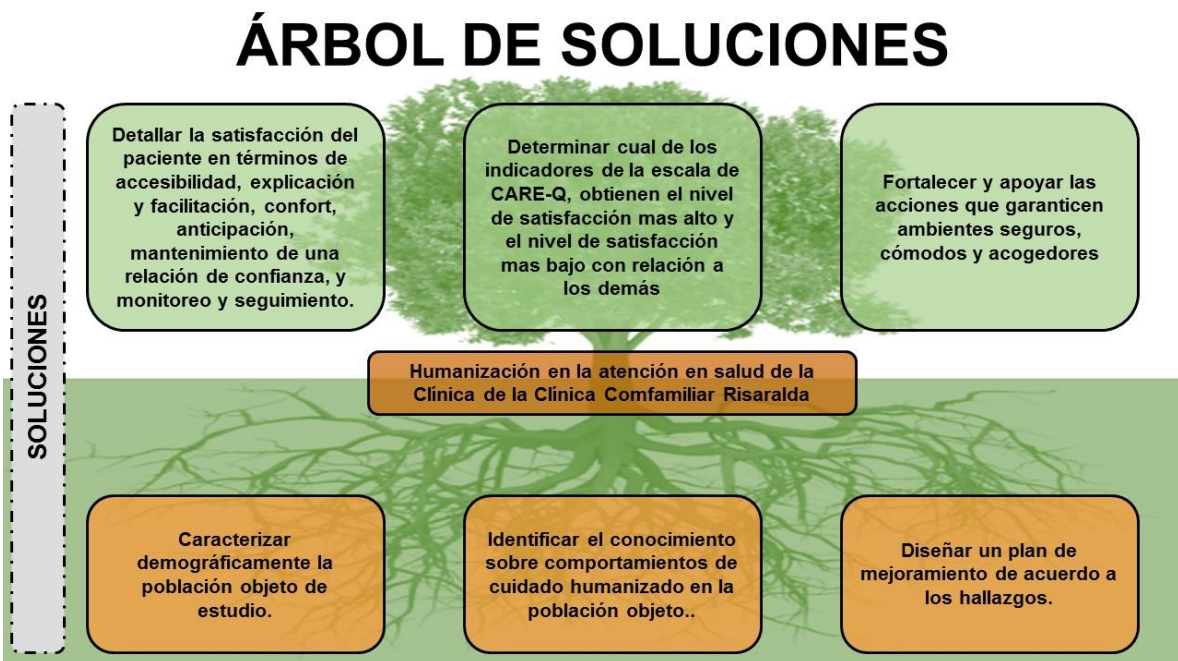 ÁRBOL DE SOLUCIONES
SOLUCIONES
Detallar la satisfacción del
paciente en términos de
accesibilidad, explicación
y facilitación, confort,
anticipación,
mantenimiento de una
relación de confianza, y
monitoreo y seguimiento.
Determinar cual de los
indicadores de la escala de
CARE-Q, obtienen el nivel
de satisfacción mas alto y
el nivel de satisfacción
mas bajo con relación a
los demás
Fortalecer y apoyar las
acciones que garanticen
ambientes seguros,
cómodos y acogedores
Humanización en la atención en salud de la
Clínica de la Clínica Comfamiliar Risaralda
Caracterizar
demográficamente la
población objeto de
estudio.
Identificar el conocimiento
sobre comportamientos de
cuidado humanizado en la
población objeto..
Diseñar un plan de
mejoramiento de acuerdo a
los hallazgos.